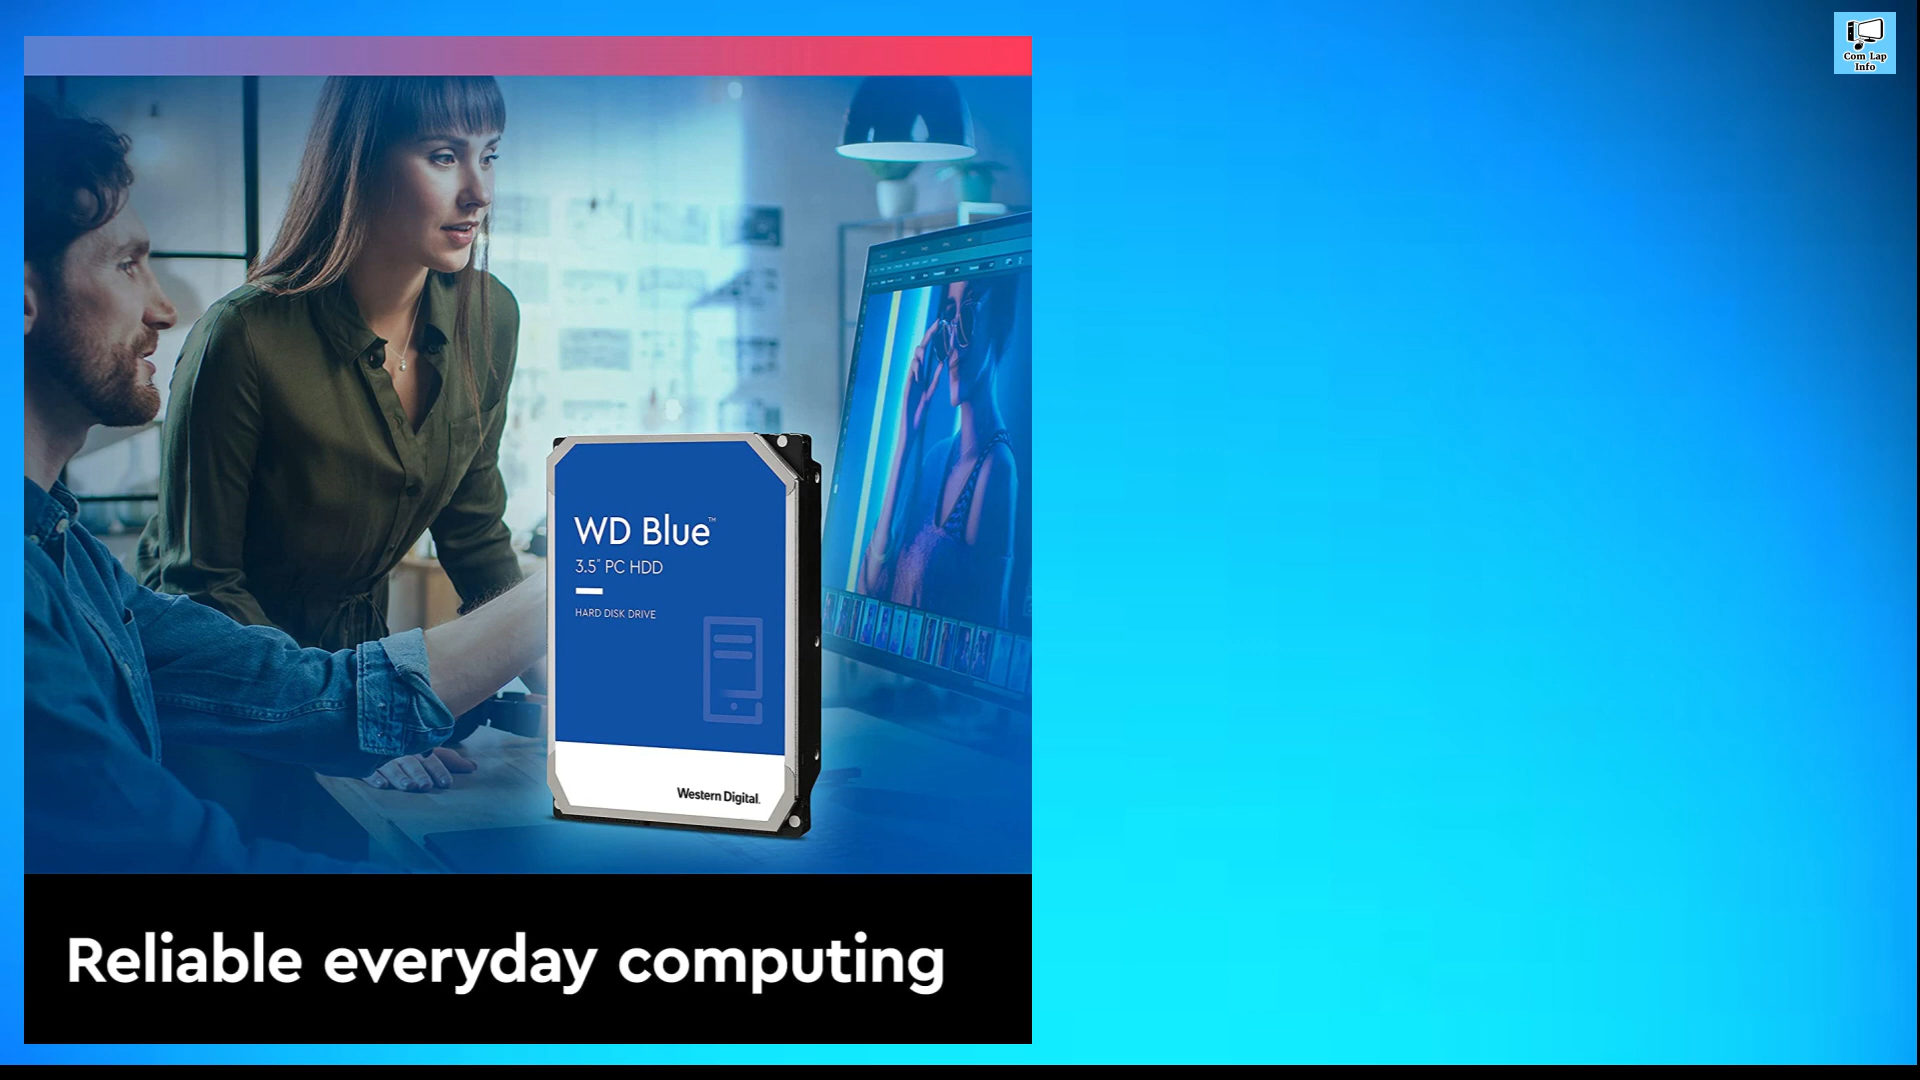 Com Lap
Info
WD Blue™
3.5" PC HDD
HARD DISK DRIVE
Western Digital.
Reliable everyday computing